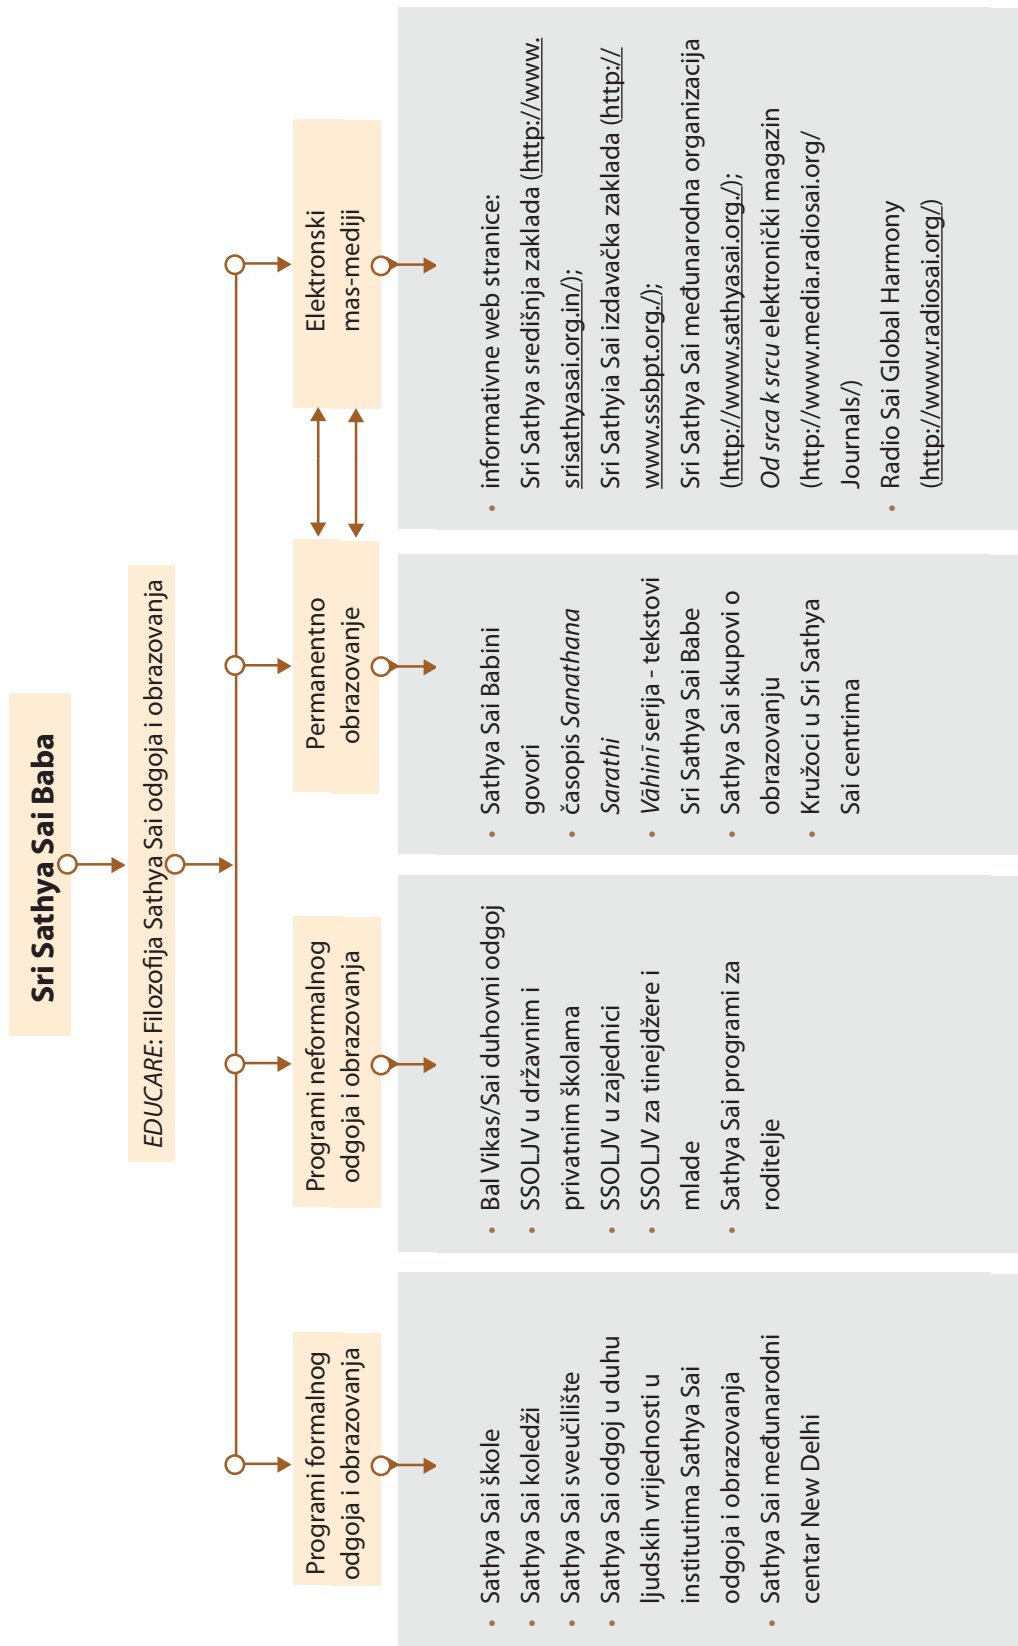 Sri Sathya Sai Baba
EDUCARE: Filozofija Sathya Sai odgoja i obrazovanja
Programi formalnog
odgoja i obrazovanja
• Sathya Sai škole
• Sathya Sai koledži
• Sathya Sai sveučilište
• Sathya Sai odgoj u duhu
ljudskih vrijednosti u
institutima Sathya Sai
odgoja i obrazovanja
• Sathya Sai međunarodni
centar New Delhi
Programi neformalnog
odgoja i obrazovanja
• Bal Vikas/Sai duhovni odgoj
• SSOLJV u državnim i
privatnim školama
• SSOLJV u zajednici
• SSOLJV za tinejdžere i
mlade
• Sathya Sai programi za
roditelje
Permanentno
obrazovanje
• Sathya Sai Babini
govori
• časopis Sanathana
Sarathi
• Vāhinī serija - tekstovi
Sri Sathya Sai Babe
• Sathya Sai skupovi o
obrazovanju
• Kružoci u Sri Sathya
Sai centrima
Elektronski
mas-mediji
• informativne web stranice:
Sri Sathya središnja zaklada (http://www.
srisathyasai.org.in/);
Sri Sathyia Sai izdavačka zaklada (http://
www.sssbpt.org./);
Sri Sathya Sai međunarodna organizacija
(http://www.sathyasai.org./);
Od srca k srcu elektronički magazin
(http://www.media.radiosai.org/
Journals/)
• Radio Sai Global Harmony
(http://www.radiosai.org/)